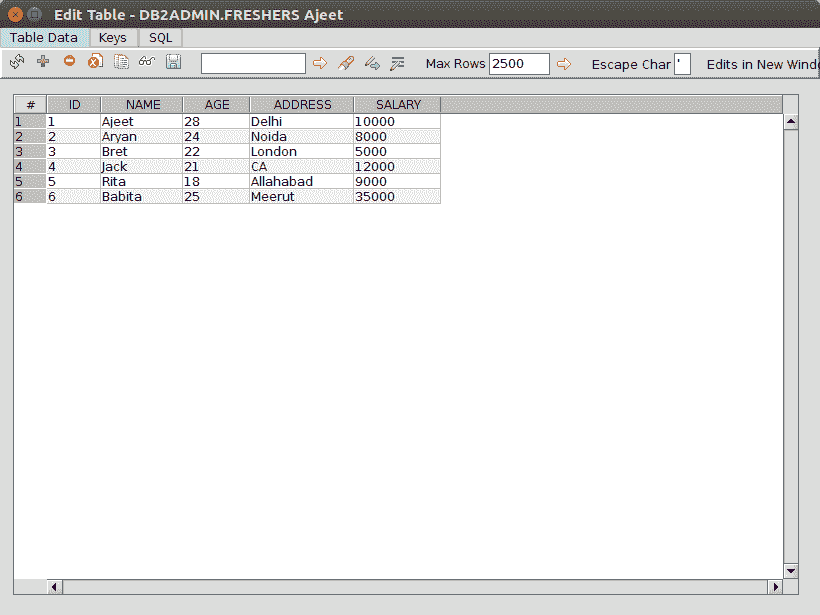 Edit Table - DB2ADMIN.FRESHERS Ajeet
Table Data Keys SQL
Max Rows 2500 Escape Char ' Edits in New
# ID NAME AGE ADDRESS SALARY
1 1 Ajeet 28 Delhi 10000
2 2 Aryan 24 Noida 8000
3 3 Bret 22 London 5000
4 4 Jack 21 CA 12000
5 5 Rita 18 Allahabad 9000
6 6 Babita 25 Meerut 35000